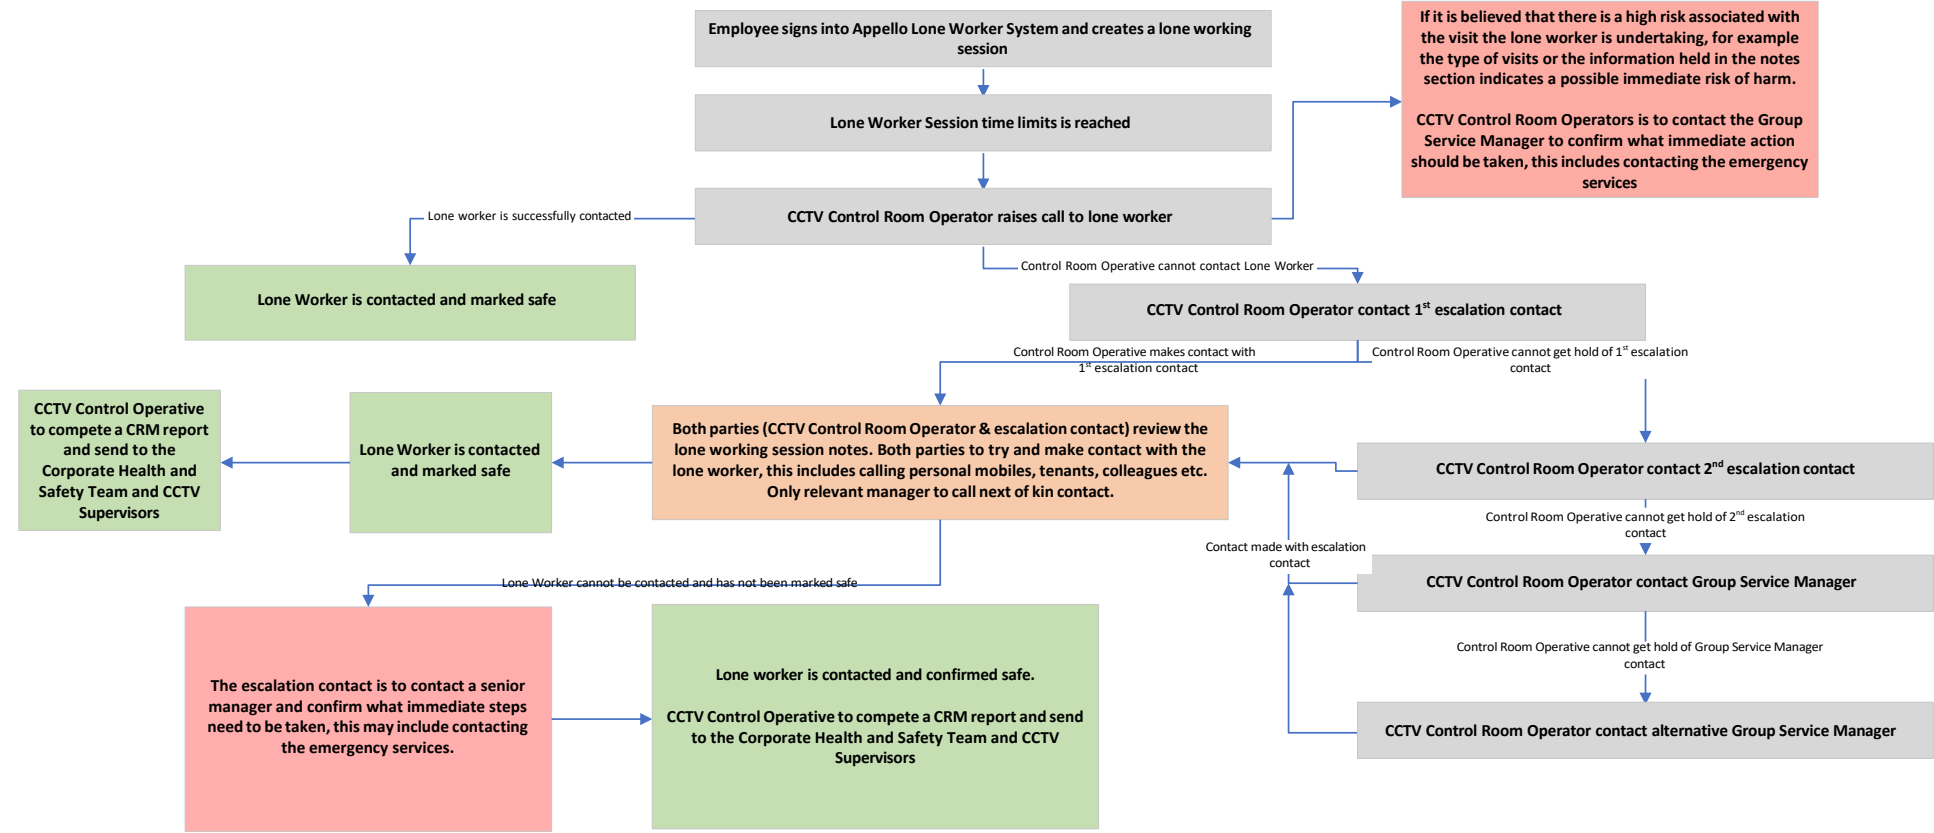 Employee signs into Appello Lone Worker System and creates a lone working
session
If it is believed that there is a high risk associated with
the visit the lone worker is undertaking, for example
the type of visits or the information held in the notes
section indicates a possible immediate risk of harm.
CCTV Control Room Operators is to contact the Group
Service Manager to confirm what immediate action
should be taken, this includes contacting the emergency
services
Lone Worker Session time limits is reached
CCTV Control Room Operator raises call to lone worker
Lone worker is successfully contacted
Control Room Operative cannot contact Lone Worker
Lone Worker is contacted and marked safe
CCTV Control Room Operator contact 1st escalation contact
Control Room Operative makes contact with
1st escalation contact
Control Room Operative cannot get hold of 1st escalation
contact
CCTV Control Operative
to compete a CRM report
and send to the
Corporate Health and
Safety Team and CCTV
Supervisors
Lone Worker is contacted
and marked safe
Both parties (CCTV Control Room Operator & escalation contact) review the
lone working session notes. Both parties to try and make contact with the
lone worker, this includes calling personal mobiles, tenants, colleagues etc.
Only relevant manager to call next of kin contact.
CCTV Control Room Operator contact 2nd escalation contact
Control Room Operative cannot get hold of 2nd escalation
contact
Contact made with escalation
contact
CCTV Control Room Operator contact Group Service Manager
Lone Worker cannot be contacted and has not been marked safe
Control Room Operative cannot get hold of Group Service Manager
contact
The escalation contact is to contact a senior
manager and confirm what immediate steps
need to be taken, this may include contacting
the emergency services.
Lone worker is contacted and confirmed safe.
CCTV Control Operative to compete a CRM report and send
to the Corporate Health and Safety Team and CCTV
Supervisors
CCTV Control Room Operator contact alternative Group Service Manager